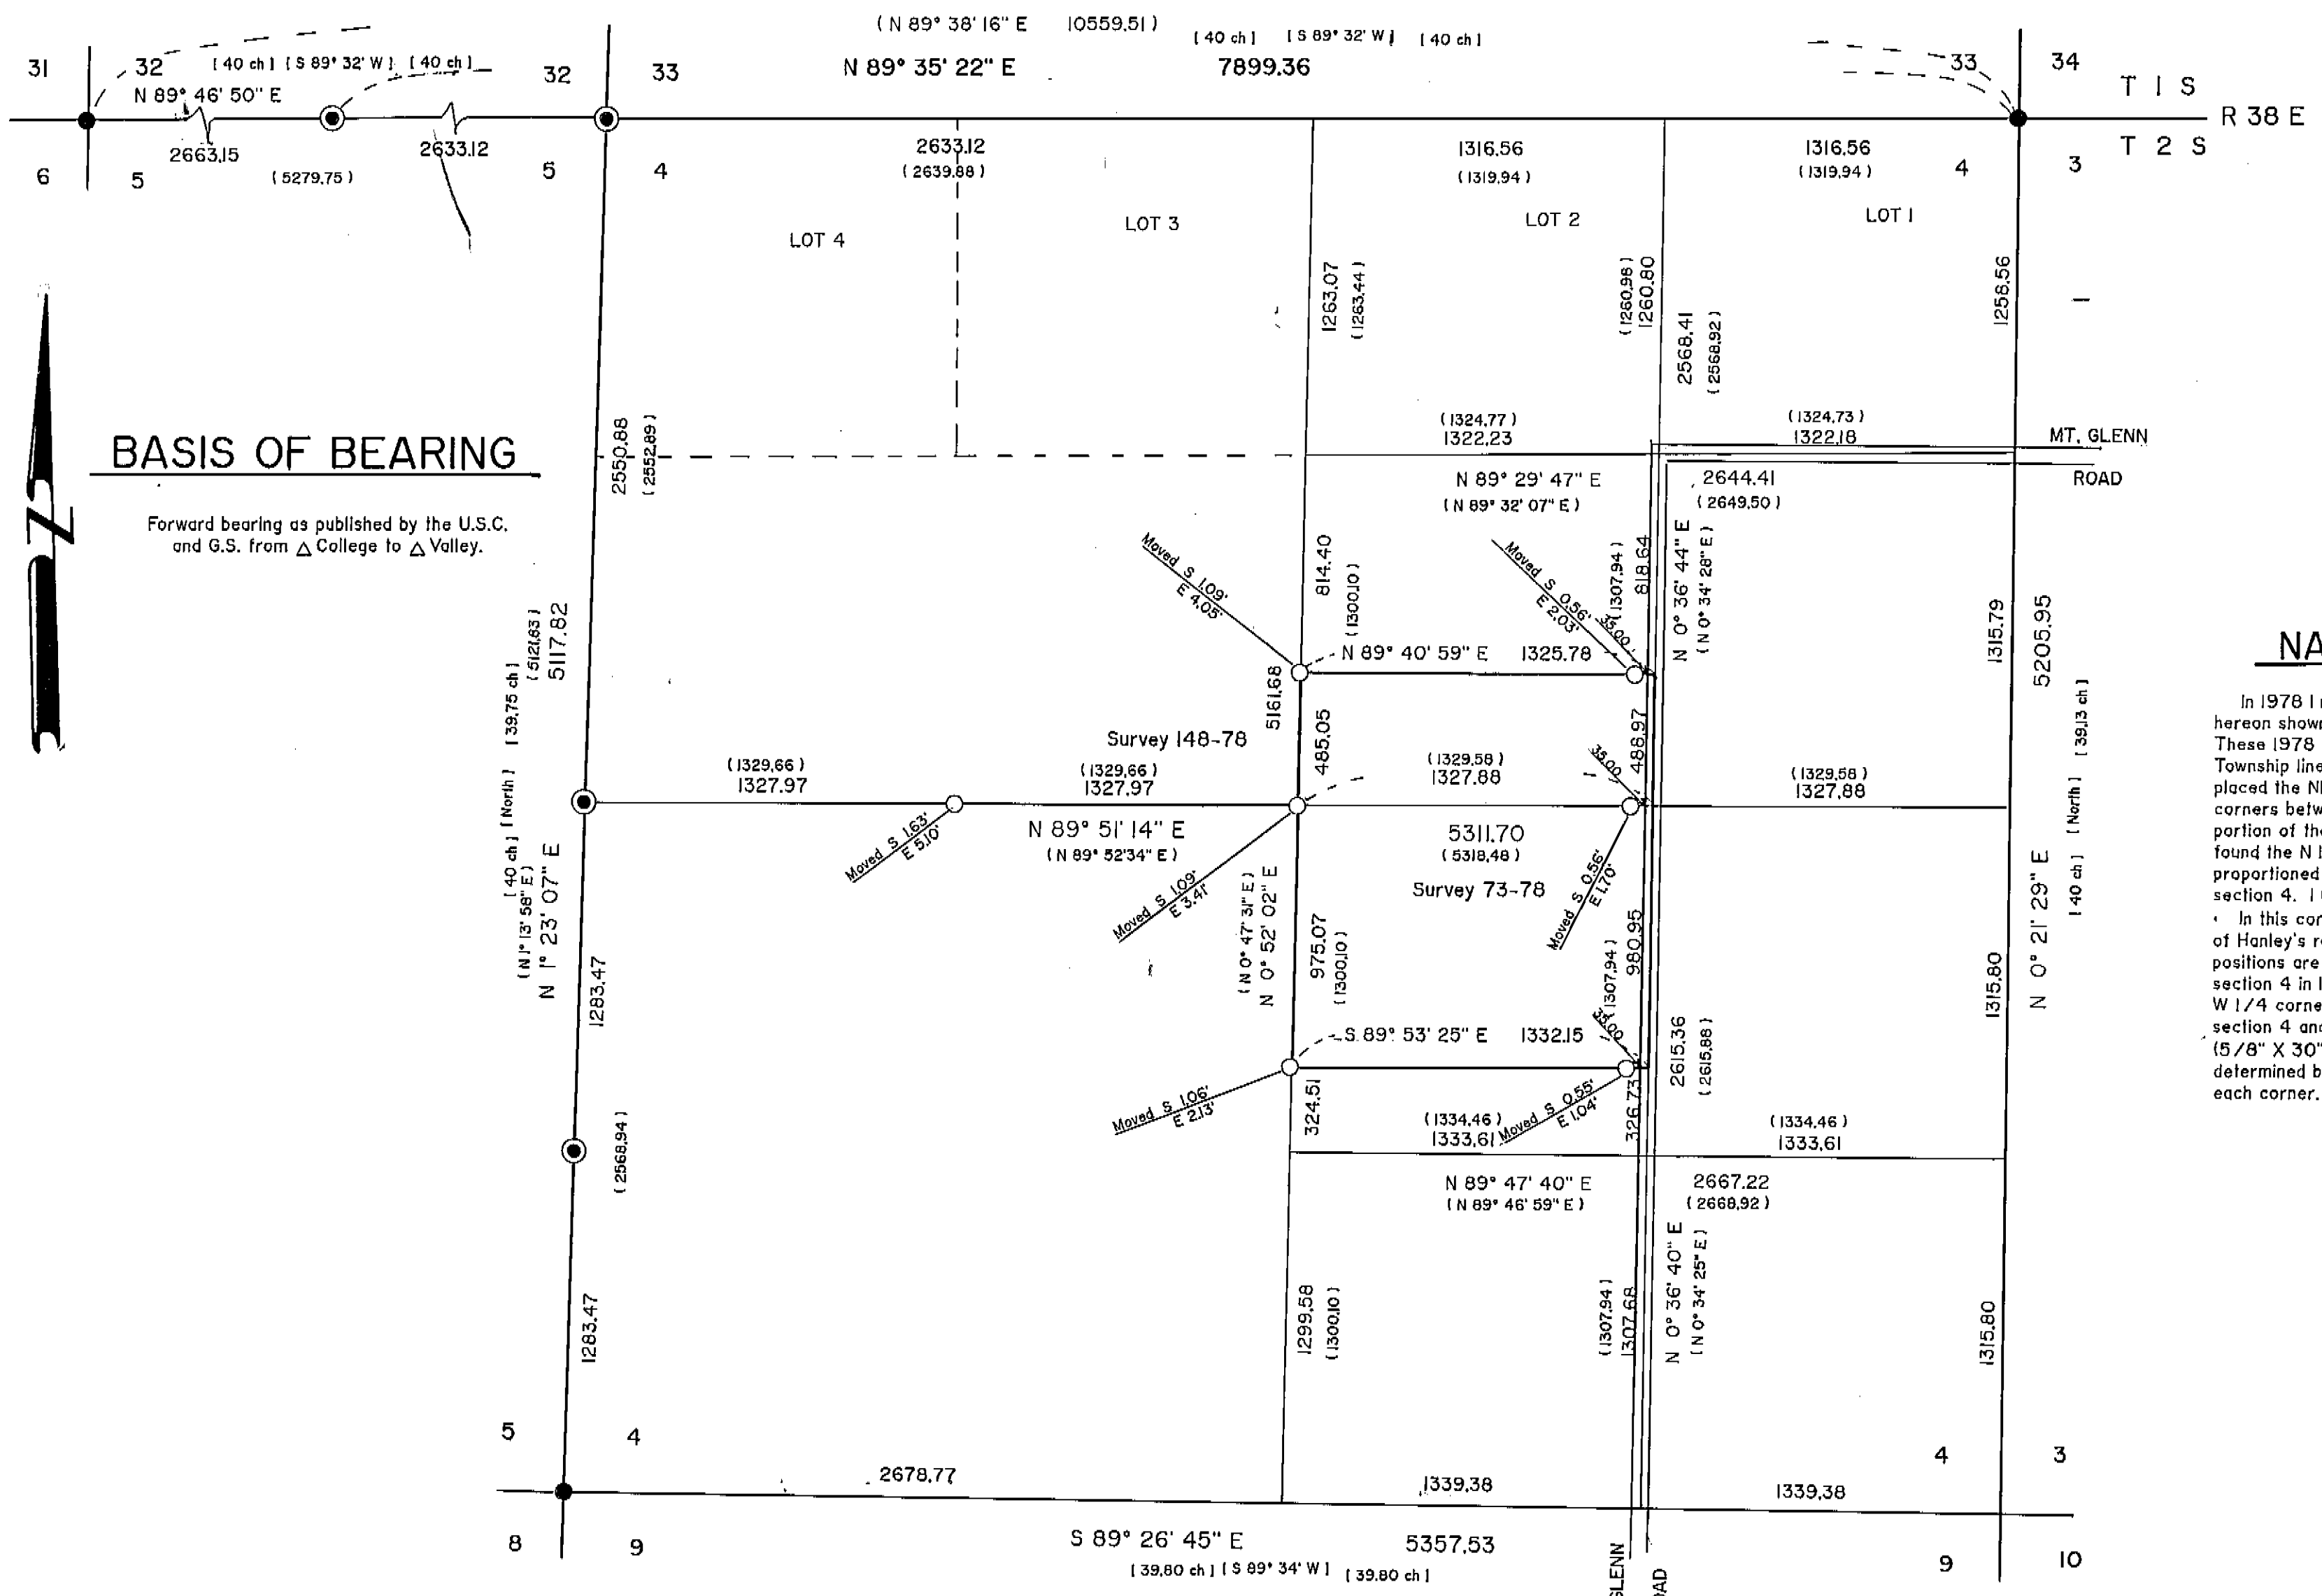 ( N 89° 38' 16" E 10559.51 )
[ 40 ch ] [ S 89° 32' W ] [ 40 ch ]
31 32 [ 40 ch ] [ S 89° 32' W ] [ 40 ch ] 32 33 N 89° 35' 22" E 7899.36 33 34
N 89° 46' 50" E
T 1 S
R 38 E
T 2 S
2663.15 2633.12 2633.12 1316.56 1316.56
6 5 ( 5279.75 ) 5 4 ( 2639.88 ) ( 1319.94 ) ( 1319.94 ) 4 3
LOT 4 LOT 3 LOT 2 LOT 1
1263.07
( 1263.44 )
( 1260.98 )
1260.80
2568.41
( 2568.92 )
1258.56
BASIS OF BEARING
Forward bearing as published by the U.S.C.
and G.S. from △ College to △ Valley.
2550.88
( 2552.89 )
( 1324.77 ) ( 1324.73 )
1322.23 1322.18 MT. GLENN
N 89° 29' 47" E 2644.41 ROAD
( N 89° 32' 07" E ) ( 2649.50 )
Moved S 1.09'
E 4.05'
814.40
( 1300.10 )
Moved S 0.56'
E 2.03'
( 1307.94 )
818.64
35.00
N 0° 36' 44" E
( N 0° 34' 28" E )
1315.79
5205.95
N 89° 40' 59" E 1325.78
[ 39.75 ch ]
( 5121.83 )
5117.82
[ North ]
5161.68
485.05
488.97
35.00
[ 39.13 ch ]
[ North ]
Survey 148-78
( 1329.66 ) ( 1329.66 ) ( 1329.58 ) ( 1329.58 )
1327.97 1327.97 1327.88 1327.88
N 89° 51' 14" E 5311.70
( N 89° 52' 34" E ) ( 5318.48 )
Moved S 1.63'
E 5.10'
Moved S 1.09'
E 3.41'
Survey 73-78
Moved S 0.56'
E 1.70'
[ 40 ch ]
( N 1° 13' 58" E )
N 1° 23' 07" E
( N 0° 47' 31" E )
N 0° 52' 02" E
975.07
( 1300.10 )
( 1307.94 )
980.95
35.00
1315.80
N 0° 21' 29" E
[ 40 ch ]
1283.47
S 89° 53' 25" E 1332.15
2615.36
( 2615.88 )
Moved S 1.06'
E 2.13'
324.51
Moved S 0.55'
E 1.04'
326.73
( 2568.94 )
( 1334.46 ) ( 1334.46 )
1333.61 1333.61
N 89° 47' 40" E 2667.22
( N 89° 46' 59" E ) ( 2668.92 )
1283.47
1299.58
( 1300.10 )
( 1307.94 )
1307.68
N 0° 36' 40" E
[ N 0° 34' 25" E ]
1315.80
5 4 4 3
2678.77 1339.38 1339.38
8 9 S 89° 26' 45" E 5357.53 9 10
[ 39.80 ch ] [ S 89° 34' W ] [ 39.80 ch ]
GLENN
OAD
NA
In 1978 I
hereon shown
These 1978
Township line
placed the
corners betw
portion of the
found the N
proportioned
section 4. I
In this cor
of Hanley's r
positions are
section 4 in
W 1/4 corne
section 4 and
(5/8" X 30"
determined b
each corner.